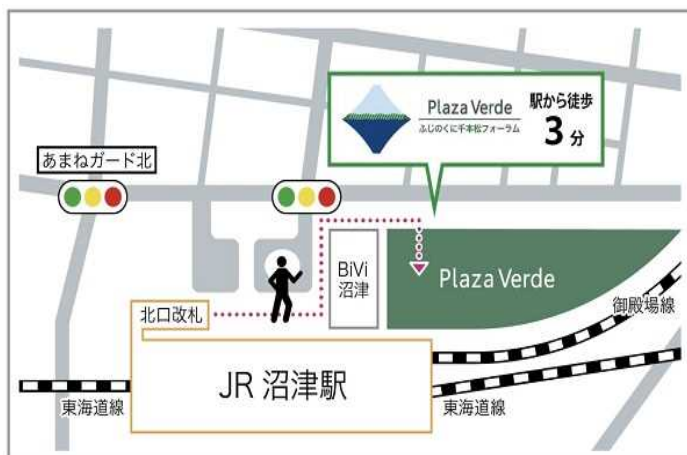 Plaza Verde
ふじのくに千本松フォーラム
駅から徒歩
3分
あまねガード北
BiVi
沼津
Plaza Verde
北口改札
御殿場線
JR 沼津駅
東海道線
東海道線